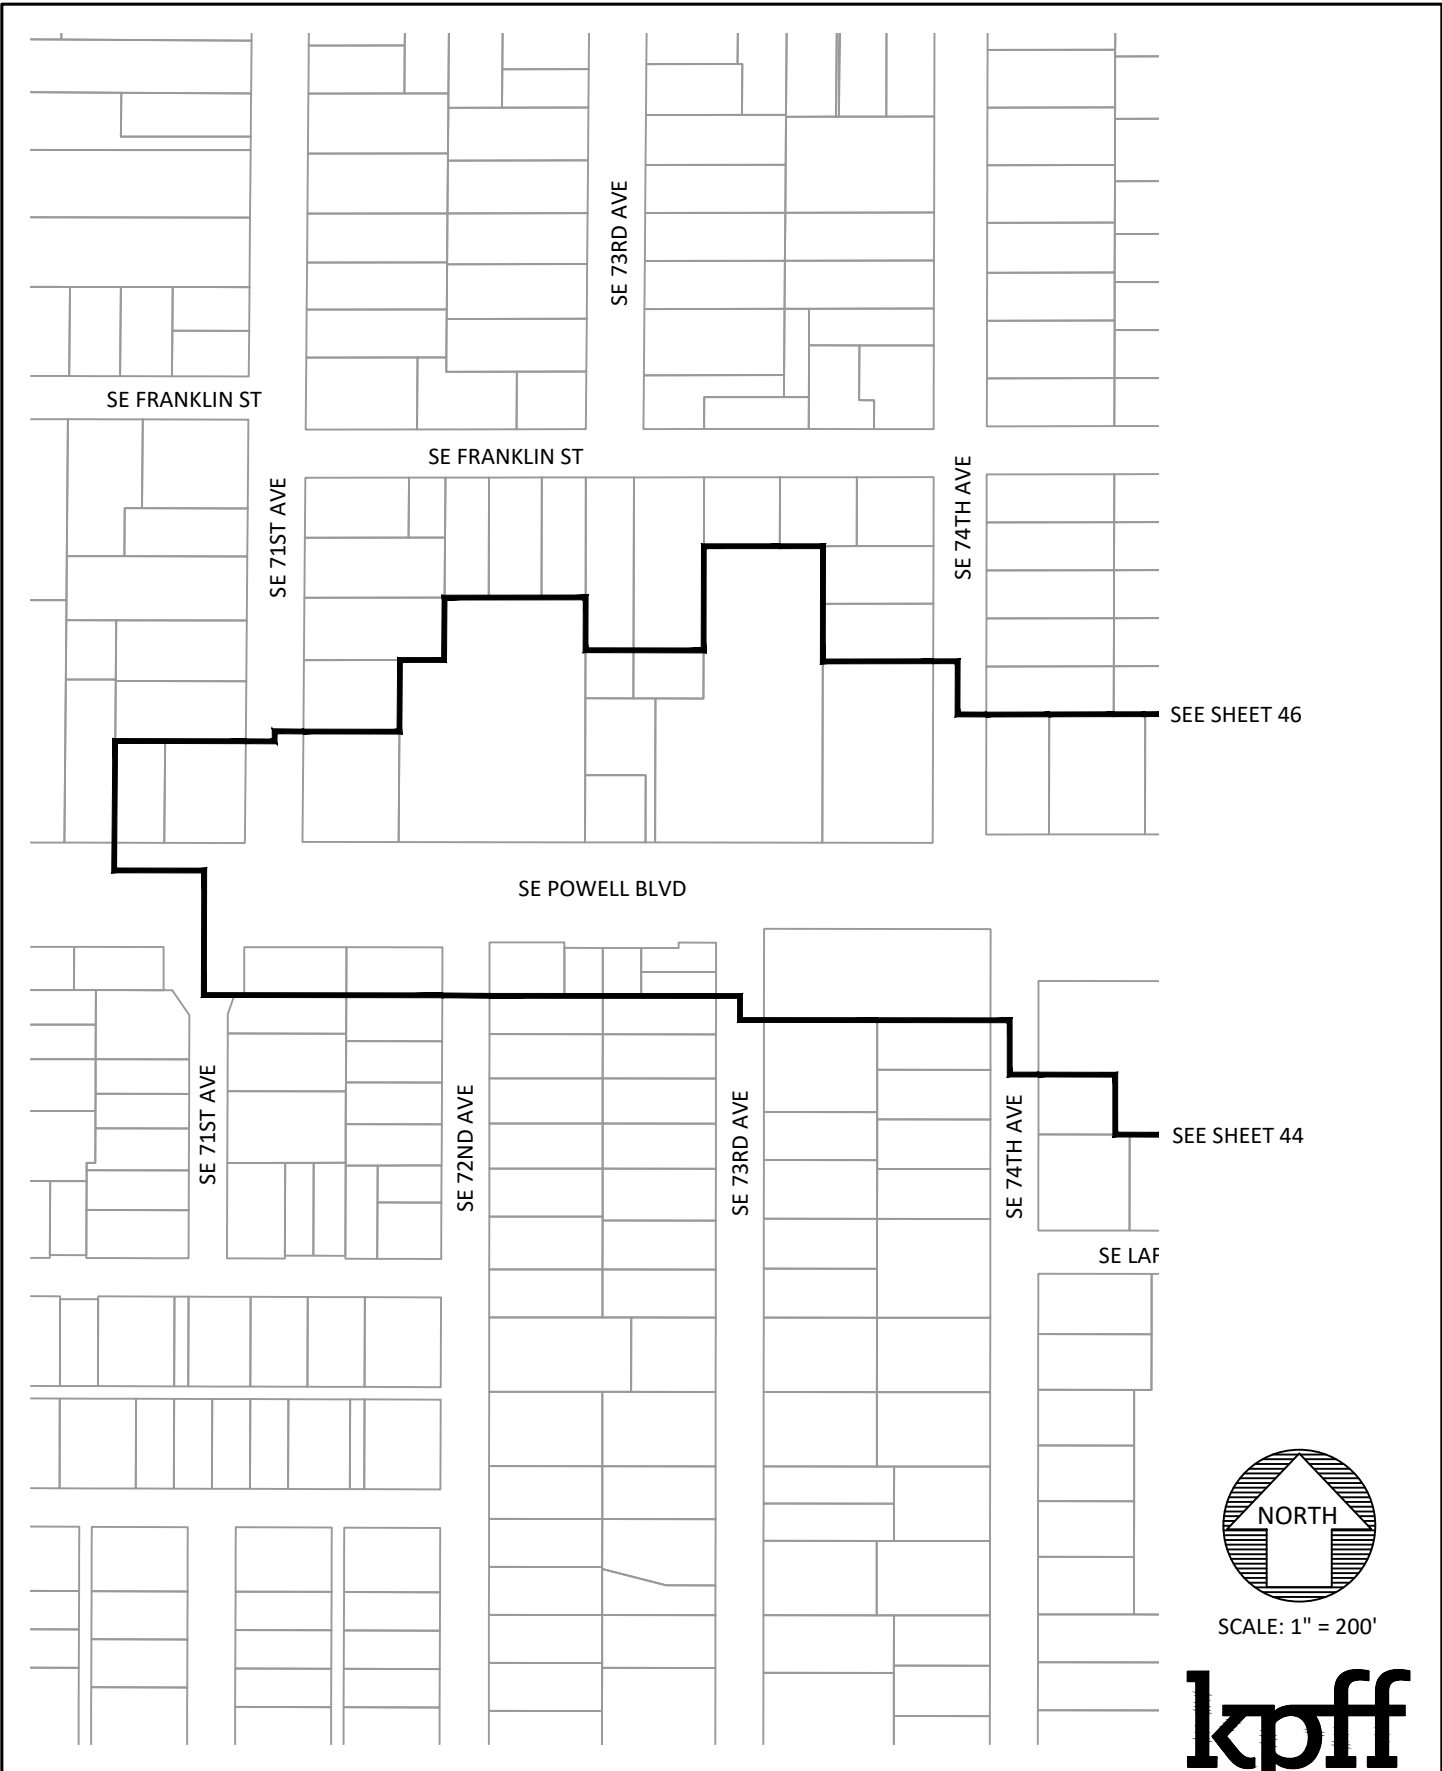 SE 73RD AVE
SE FRANKLIN ST
SE FRANKLIN ST
SE 71ST AVE
SE 74TH AVE
SEE SHEET 46
SE POWELL BLVD
SE 71ST AVE
SE 72ND AVE
SE 73RD AVE
SE 74TH AVE
SEE SHEET 44
SE LAF
NORTH
SCALE: 1" = 200'
kpff